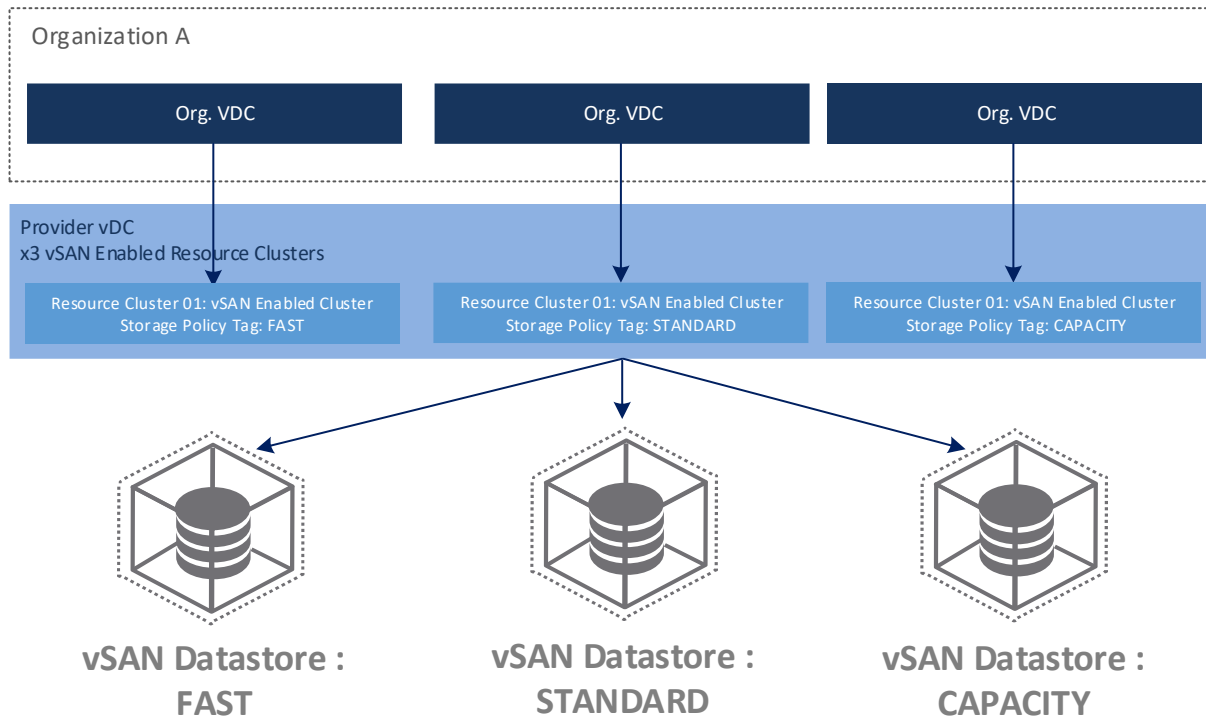 Organization A
Org. VDC
Org. VDC
Org. VDC
Provider vDC
x3 vSAN Enabled Resource Clusters
Resource Cluster 01: vSAN Enabled Cluster
Storage Policy Tag: FAST
Resource Cluster 01: vSAN Enabled Cluster
Storage Policy Tag: STANDARD
Resource Cluster 01: vSAN Enabled Cluster
Storage Policy Tag: CAPACITY
vSAN Datastore :
FAST
vSAN Datastore :
STANDARD
vSAN Datastore :
CAPACITY